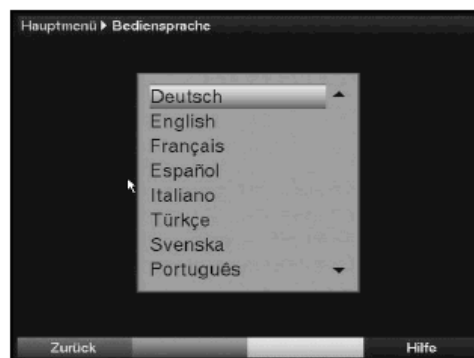 Hauptmenü ▶ Bediensprache
Deutsch
English
Français
Español
Italiano
Türkçe
Svenska
Português
Zurück Hilfe